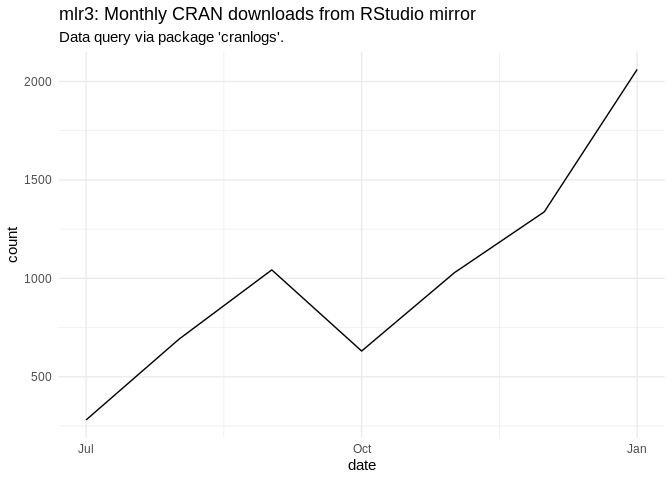 mlr3: Monthly CRAN downloads from RStudio mirror
Data query via package 'cranlogs'.
2000
1500
1000
500
count
Jul
Oct
Jan
date